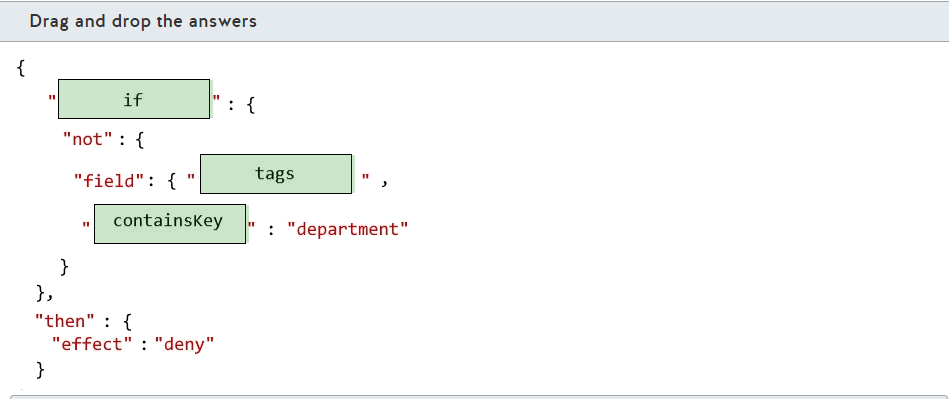 Drag and drop the answers
{
"if" : {
"not" : {
"field": { "tags" ,
"containsKey" : "department"
}
},
"then" : {
"effect" : "deny"
}